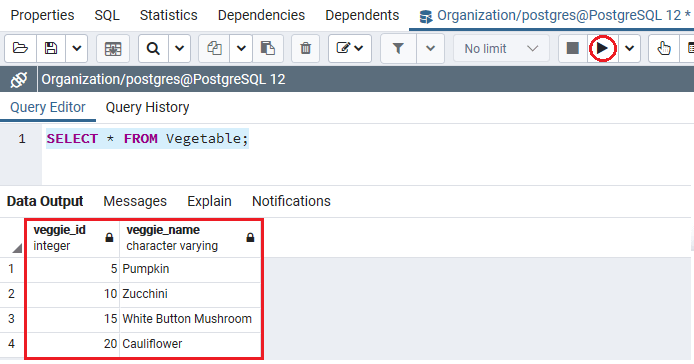 Properties SQL Statistics Dependencies Dependents Organization/postgres@PostgreSQL 12 *
No limit
Organization/postgres@PostgreSQL 12
Query Editor Query History
1 SELECT * FROM Vegetable;
Data Output Messages Explain Notifications
veggie_id veggie_name
integer character varying
1 5 Pumpkin
2 10 Zucchini
3 15 White Button Mushroom
4 20 Cauliflower